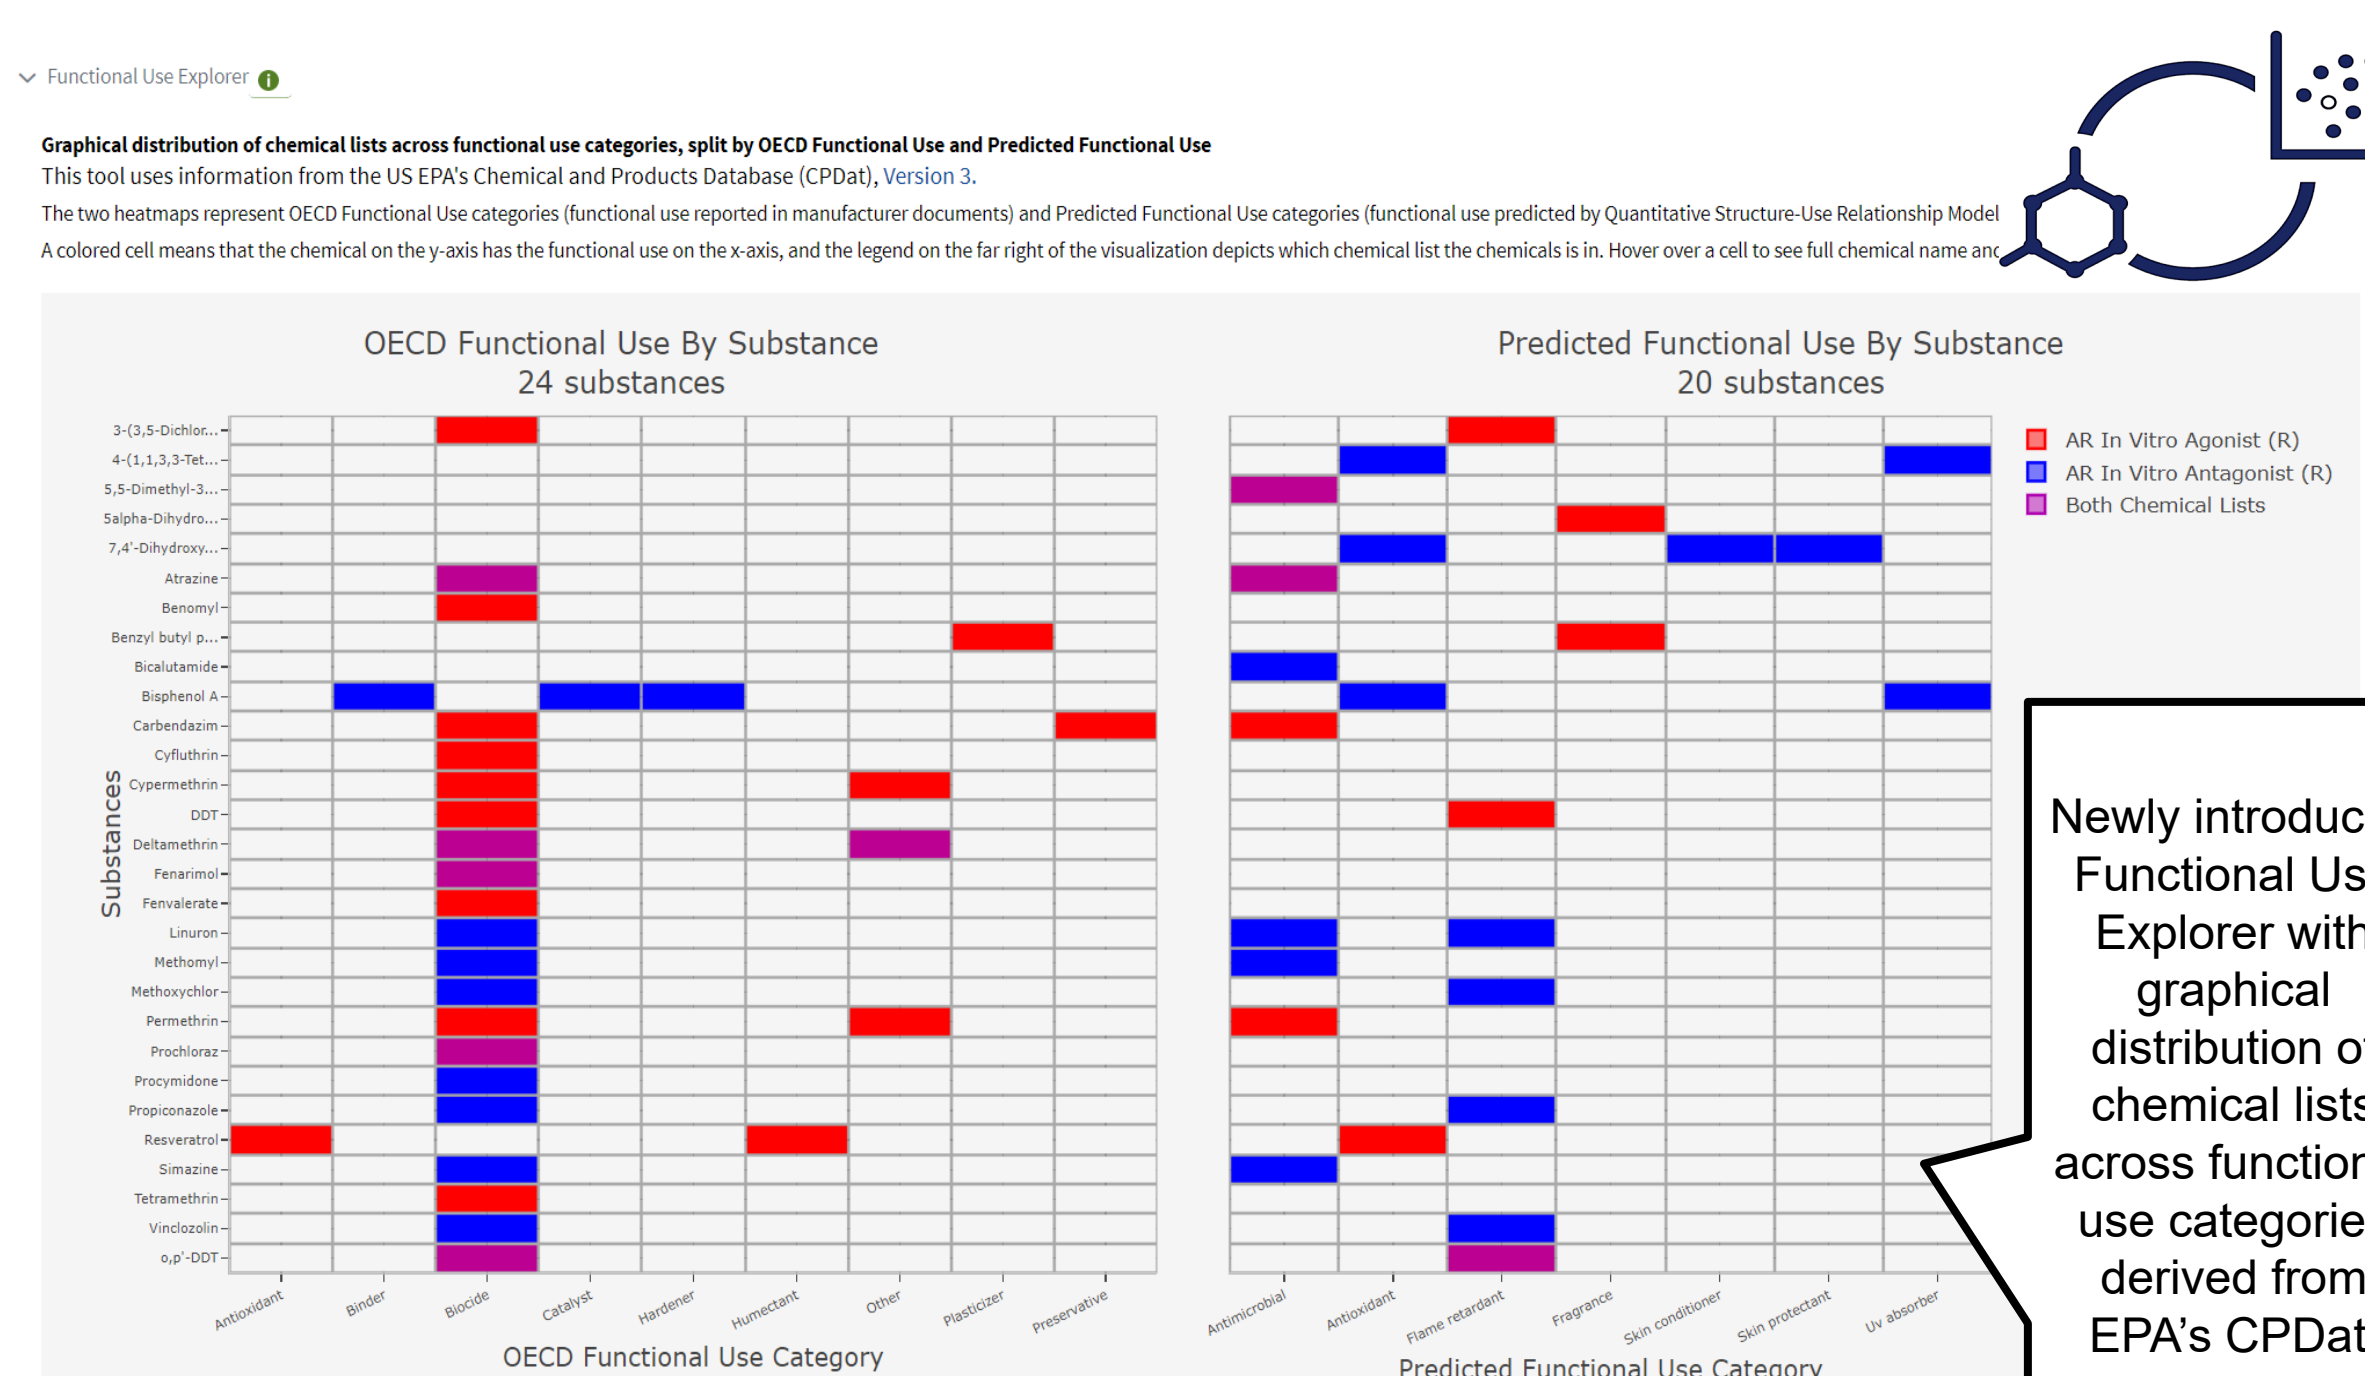 Functional Use Explorer i
Graphical distribution of chemical lists across functional use categories, split by OECD Functional Use and Predicted Functional Use
This tool uses information from the US EPA's Chemical and Products Database (CPDat), Version 3.
The two heatmaps represent OECD Functional Use categories (functional use reported in manufacturer documents) and Predicted Functional Use categories (functional use predicted by Quantitative Structure-Use Relationship Model
A colored cell means that the chemical on the y-axis has the functional use on the x-axis, and the legend on the far right of the visualization depicts which chemical list the chemicals is in. Hover over a cell to see full chemical name and
OECD Functional Use By Substance
24 substances
Substances
3-(3,5-Dichlor...
4-(1,1,3,3-Tet...
5,5-Dimethyl-3...
5alpha-Dihydro...
7,4'-Dihydroxy...
Atrazine
Benomyl
Benzyl butyl p...
Bicalutamide
Bisphenol A
Carbendazim
Cyfluthrin
Cypermethrin
DDT
Deltamethrin
Fenarimol
Fenvalerate
Linuron
Methomyl
Methoxychlor
Permethrin
Prochloraz
Procymidone
Propiconazole
Resveratrol
Simazine
Tetramethrin
Vinclozolin
o,p'-DDT
Antioxidant
Binder
Biocide
Catalyst
Hardener
Humectant
Other
Plasticizer
Preservative
OECD Functional Use Category
Predicted Functional Use By Substance
20 substances
Antimicrobial
Antioxidant
Flame retardant
Fragrance
Skin conditioner
Skin protectant
Uv absorber
Predicted Functional Use Category
AR In Vitro Agonist (R)
AR In Vitro Antagonist (R)
Both Chemical Lists
Newly introduc
Functional Us
Explorer with
graphical
distribution of
chemical lists
across function
use categorie
derived from
EPA's CPDat